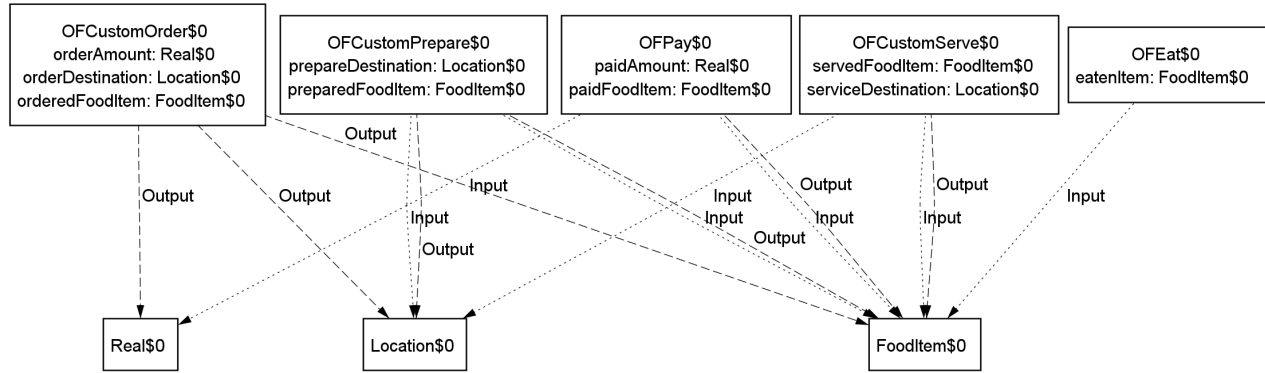 OFCustomOrder$0
orderAmount: Real$0
orderDestination: Location$0
orderedFoodItem: FoodItem$0
OFCustomPrepare$0
prepareDestination: Location$0
preparedFoodItem: FoodItem$0
OFPay$0
paidAmount: Real$0
paidFoodItem: FoodItem$0
OFCustomServe$0
servedFoodItem: FoodItem$0
serviceDestination: Location$0
OFEat$0
eatenItem: FoodItem$0
Output
Output
Output
Input
Input
Output
Input
Input
Output
Output
Input
Output
Input
Input
Real$0
Location$0
FoodItem$0